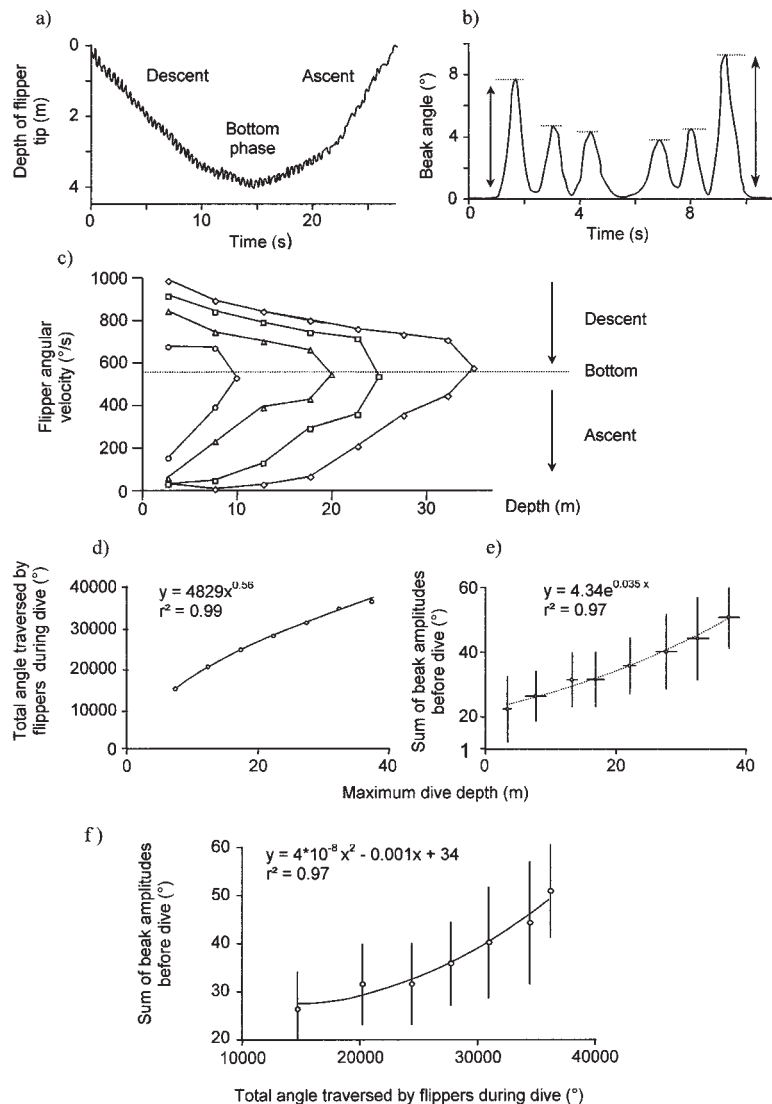 a)
Depth of flipper
tip (m)
0
2
4
Descent
Ascent
Bottom
phase
0
10
20
Time (s)
b)
Beak angle (°)
8
4
0
0
4
8
Time (s)
c)
Flipper angular
velocity (°/s)
1000
800
600
400
200
0
0
10
20
30
Depth (m)
Descent
Bottom
Ascent
d)
Total angle traversed by
flippers during dive (°)
40000
30000
20000
10000
0
y = 4829x^0.56
r² = 0.99
0
20
40
e)
Sum of beak amplitudes
before dive (°)
60
40
20
1
y = 4.34e^0.035 x
r² = 0.97
0
20
40
Maximum dive depth (m)
f)
Sum of beak amplitudes
before dive (°)
60
50
40
30
20
y = 4*10^-8 x² - 0.001x + 34
r² = 0.97
10000
20000
30000
40000
Total angle traversed by flippers during dive (°)